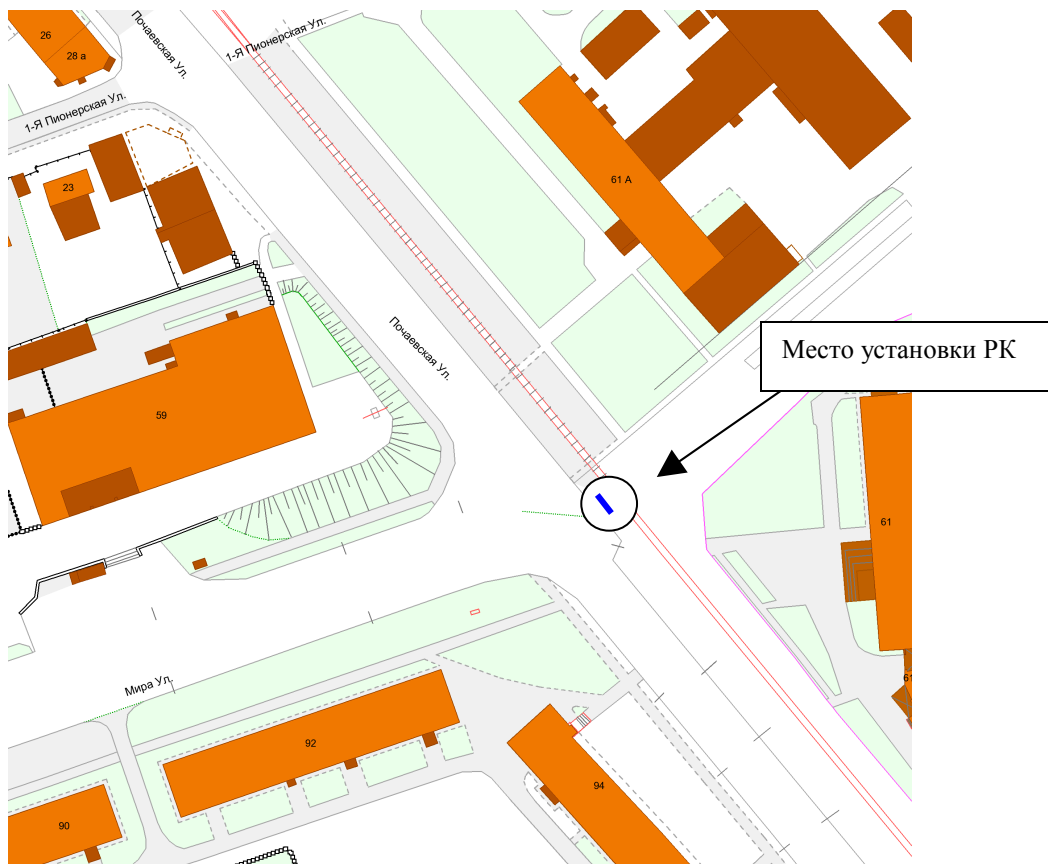 26
28 а
Почаевская Ул.
1-Я Пионерская Ул.
1-Я Пионерская Ул.
61 А
23
Почаевская Ул.
Место установки РК
59
61
Мира Ул.
92
94
90